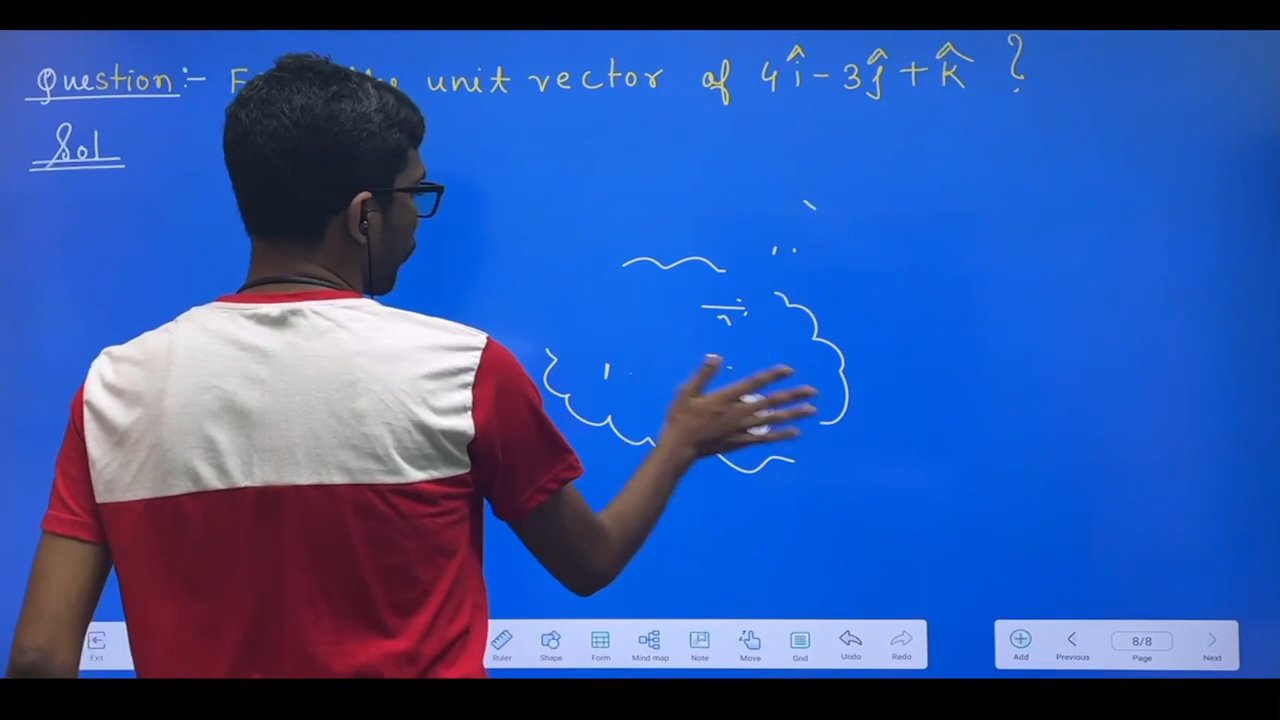 Question:- unit vector of 4î - 3ĵ + k̂ ?
Sol
Exit Ruler Shape Form Mind map Note Move Grid Undo Redo Add Previous 8/8 Page Next